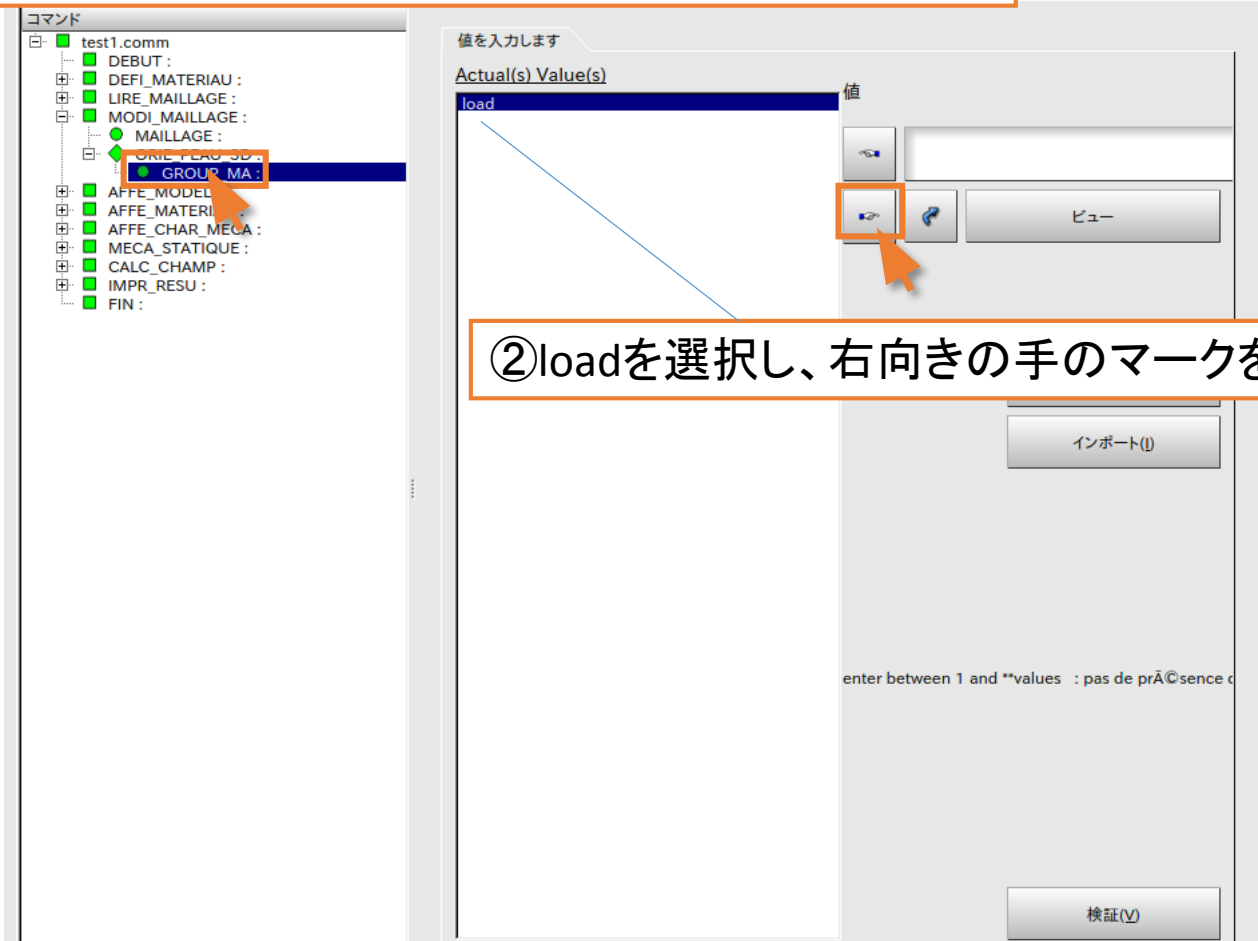 コマンド
test1.comm
DEBUT :
DEFI_MATERIAU :
LIRE_MAILLAGE :
MODI_MAILLAGE :
MAILLAGE :
ORIE_PEAU_3D :
GROUP_MA :
AFFE_MODELE
AFFE_MATERIAU :
AFFE_CHAR_MECA :
MECA_STATIQUE :
CALC_CHAMP :
IMPR_RESU :
FIN :
値を入力します
Actual(s) Value(s)
load
値
ビュー
②loadを選択し、右向きの手のマークを
インポート(I)
enter between 1 and **values : pas de prÃ©sence
検証(V)